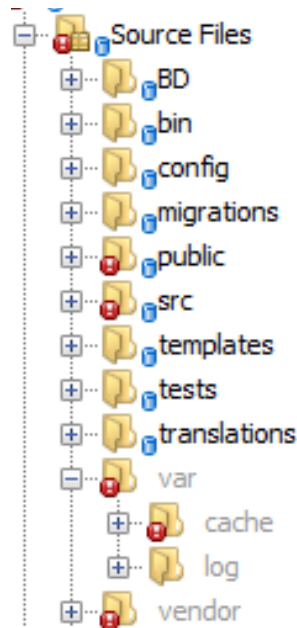 Source Files
BD
bin
config
migrations
public
src
templates
tests
translations
var
cache
log
vendor